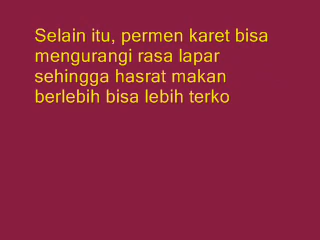 Selain itu, permen karet bisa
mengurangi rasa lapar
sehingga hasrat makan
berlebih bisa lebih terko